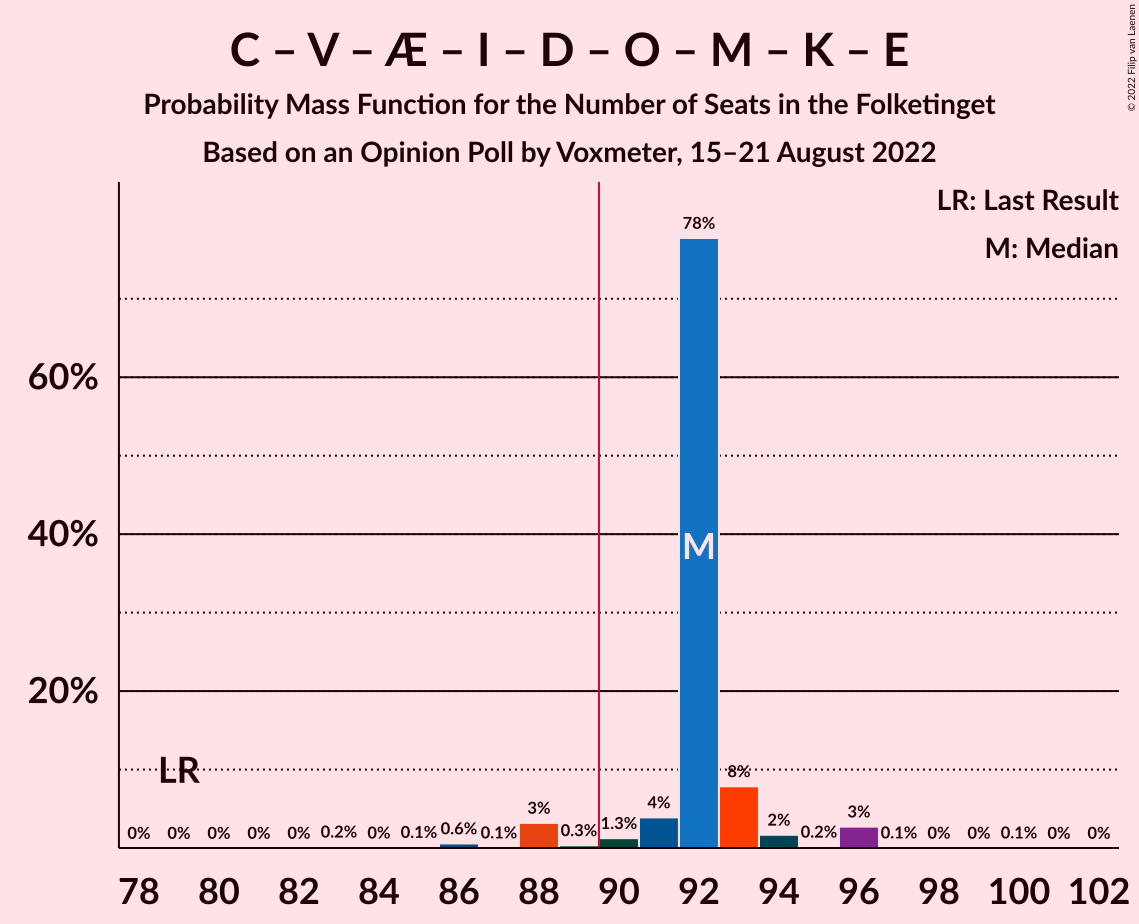 C – V – Æ – I – D – O – M – K – E
Probability Mass Function for the Number of Seats in the Folketinget
Based on an Opinion Poll by Voxmeter, 15–21 August 2022
© 2022 Filip van Laenen
LR: Last Result
M: Median
78%
60%
40%
M
20%
LR
8%
0% 0% 0% 0% 0% 0.2% 0% 0.1% 0.6% 0.1% 3% 0.3% 1.3% 4% 2% 0.2% 3% 0.1% 0% 0% 0.1% 0% 0%
78 80 82 84 86 88 90 92 94 96 98 100 102